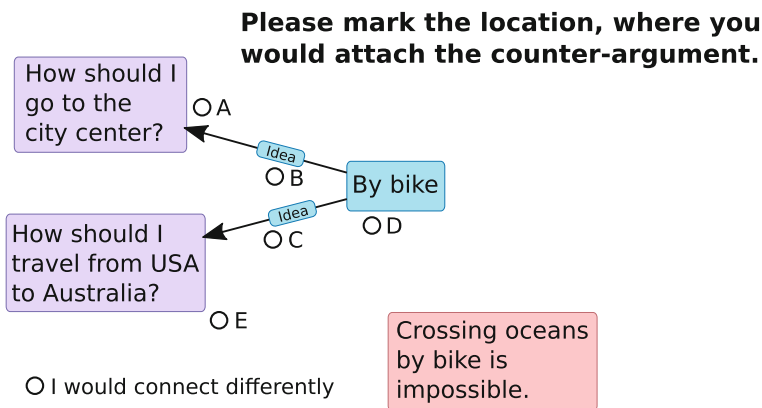 Please mark the location, where you
would attach the counter-argument.
How should I
go to the
city center?
A
Idea
B
By bike
Idea
C
D
How should I
travel from USA
to Australia?
E
Crossing oceans
by bike is
impossible.
I would connect differently